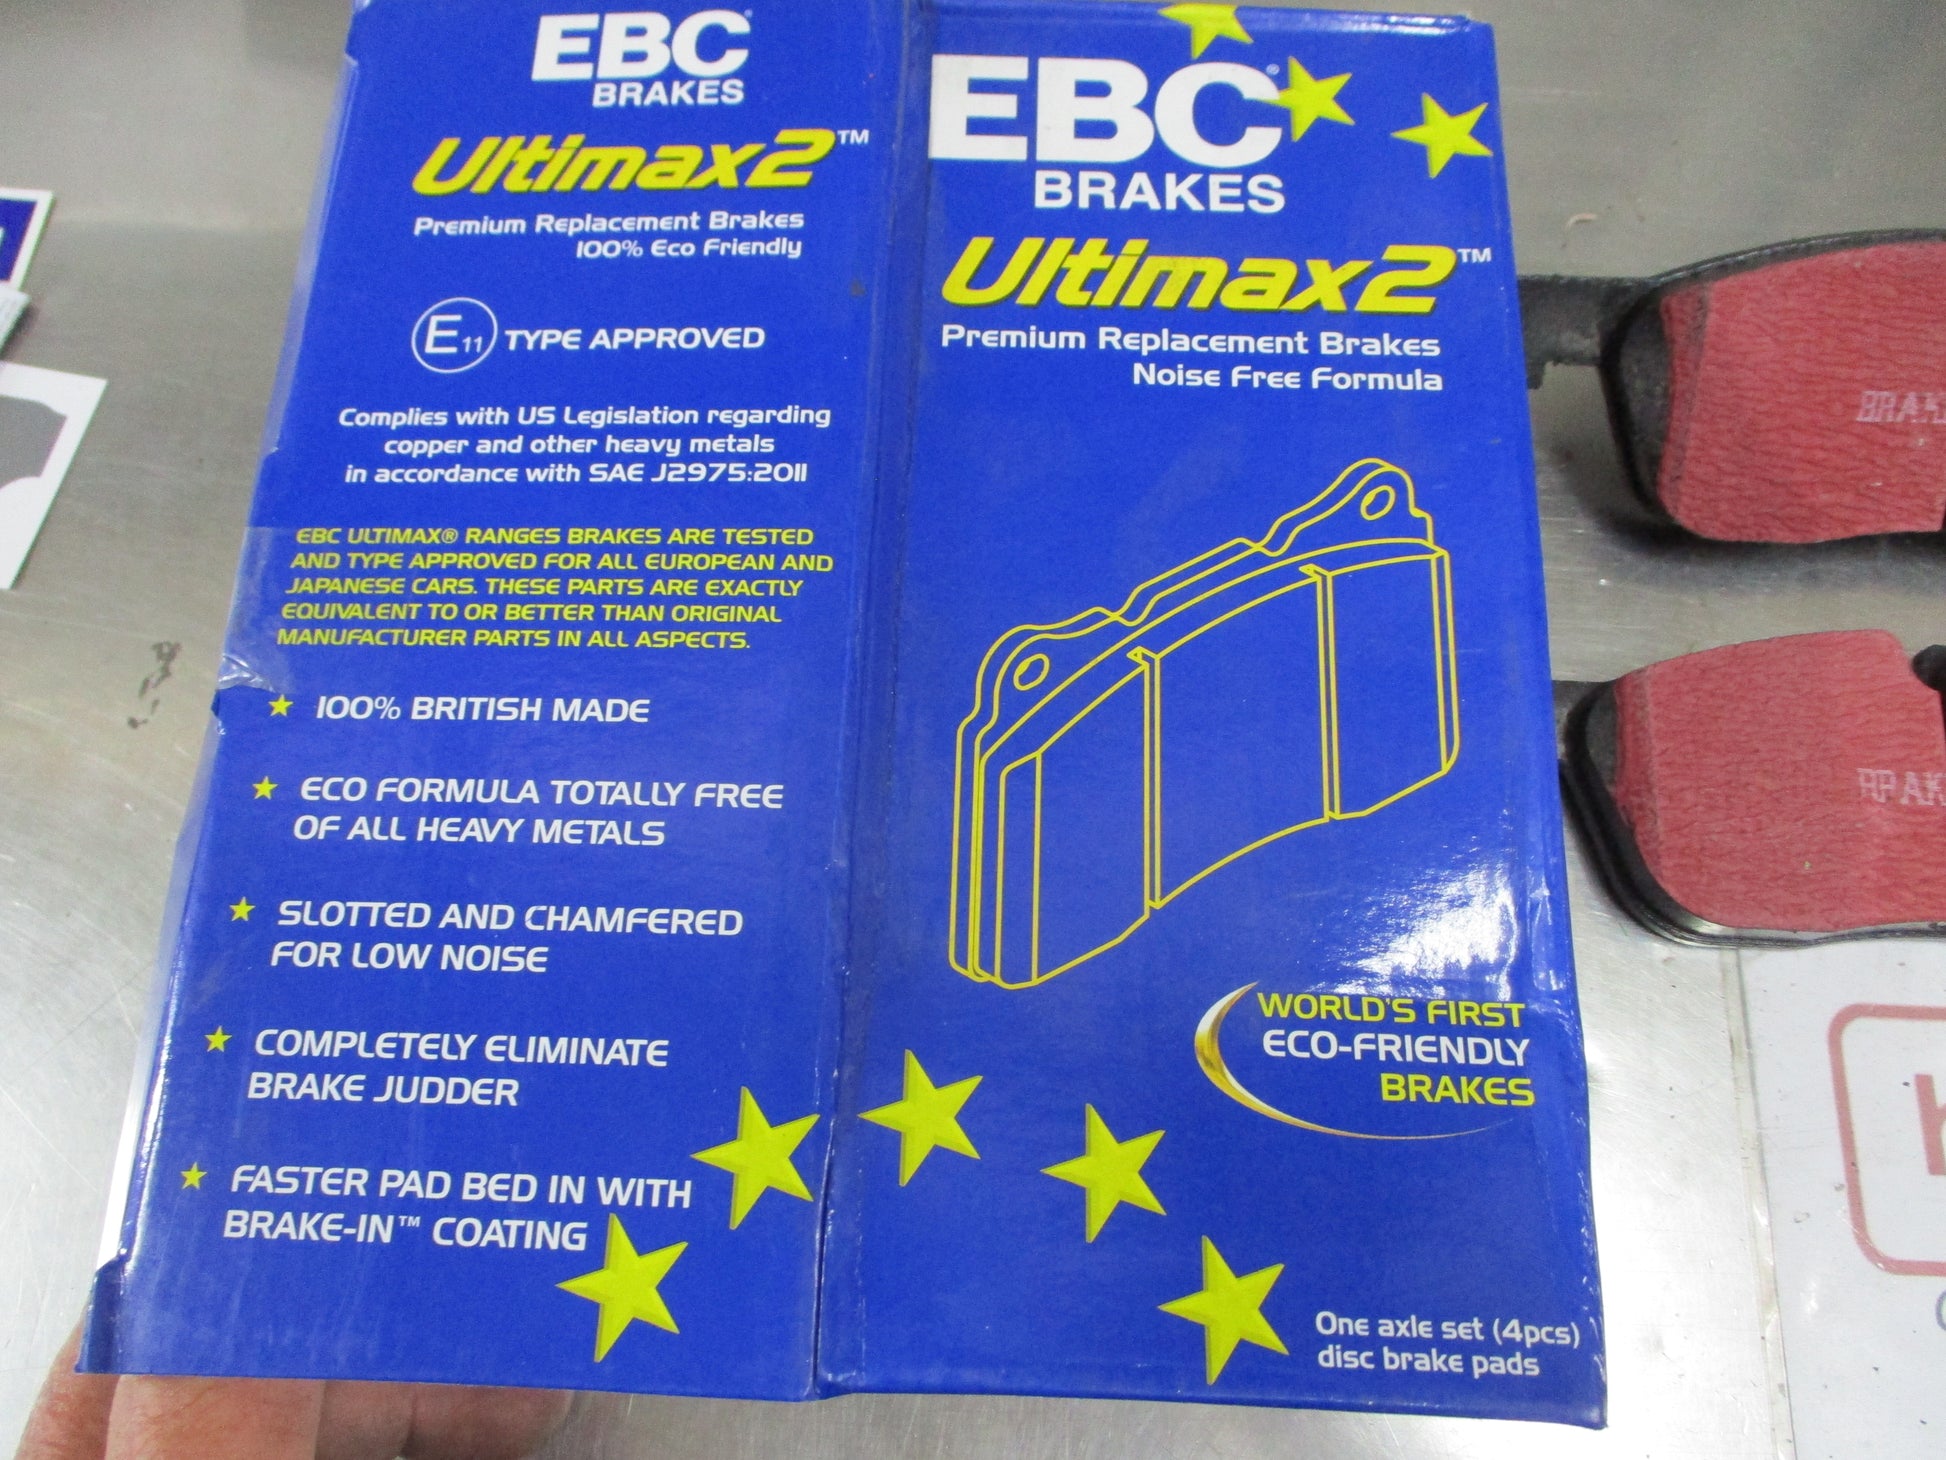 EBC
BRAKES
Ultimax2™
Premium Replacement Brakes
100% Eco Friendly
E11 TYPE APPROVED
Complies with US Legislation regarding
copper and other heavy metals
in accordance with SAE J2975:2011
EBC ULTIMAX® RANGES BRAKES ARE TESTED
AND TYPE APPROVED FOR ALL EUROPEAN AND
JAPANESE CARS. THESE PARTS ARE EXACTLY
EQUIVALENT TO OR BETTER THAN ORIGINAL
MANUFACTURER PARTS IN ALL ASPECTS.
100% BRITISH MADE
ECO FORMULA TOTALLY FREE
OF ALL HEAVY METALS
SLOTTED AND CHAMFERED
FOR LOW NOISE
COMPLETELY ELIMINATE
BRAKE JUDDER
FASTER PAD BED IN WITH
BRAKE-IN™ COATING
EBC®
BRAKES
Ultimax2™
Premium Replacement Brakes
Noise Free Formula
WORLD'S FIRST
ECO-FRIENDLY
BRAKES
One axle set (4pcs)
disc brake pads